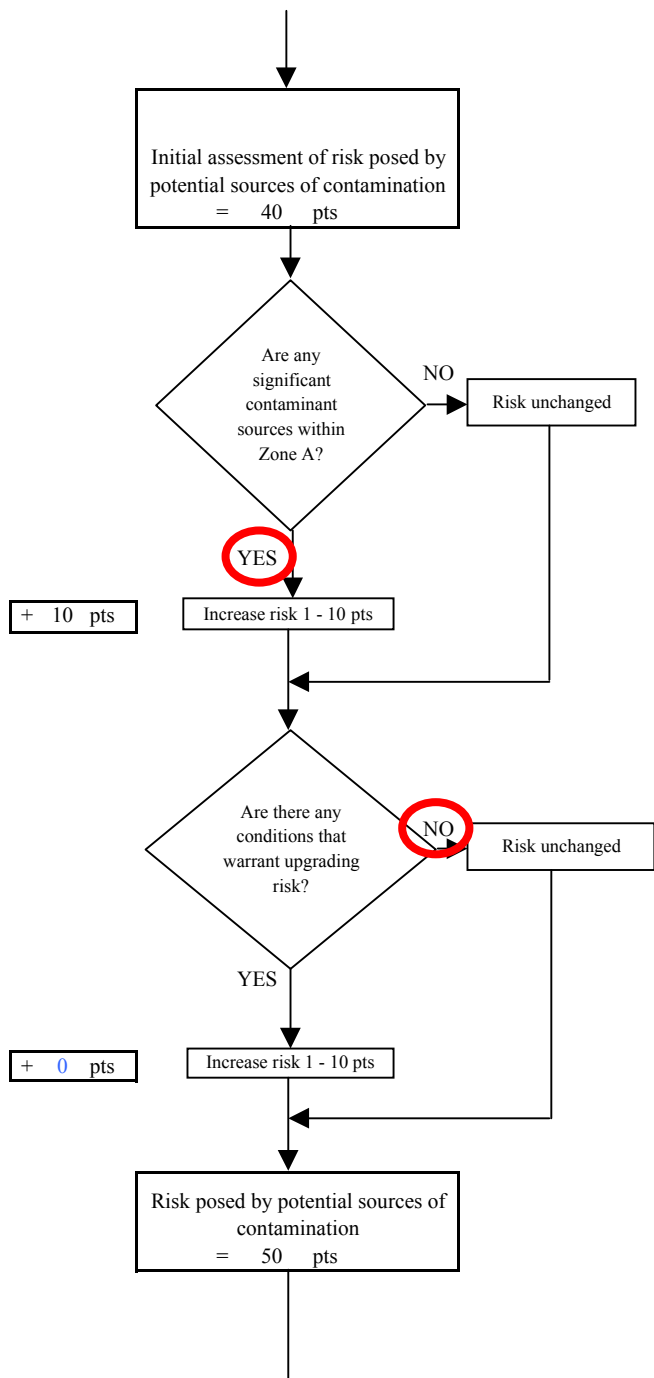 Initial assessment of risk posed by
potential sources of contamination
= 40 pts
Are any
significant
contaminant
sources within
Zone A?
NO
Risk unchanged
YES
+ 10 pts
Increase risk 1 - 10 pts
Are there any
conditions that
warrant upgrading
risk?
NO
Risk unchanged
YES
+ 0 pts
Increase risk 1 - 10 pts
Risk posed by potential sources of
contamination
= 50 pts